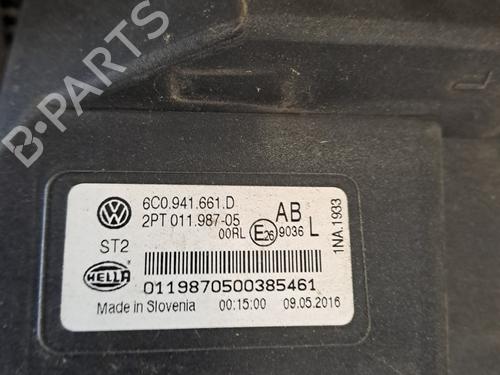 B-PARTS
6C0.941.661.D
2PT 011.987-05
AB
00RL E26 9036 L
ST2
1NA.1933
HELLA
0119870500385461
Made in Slovenia 00:15:00 09.05.2016